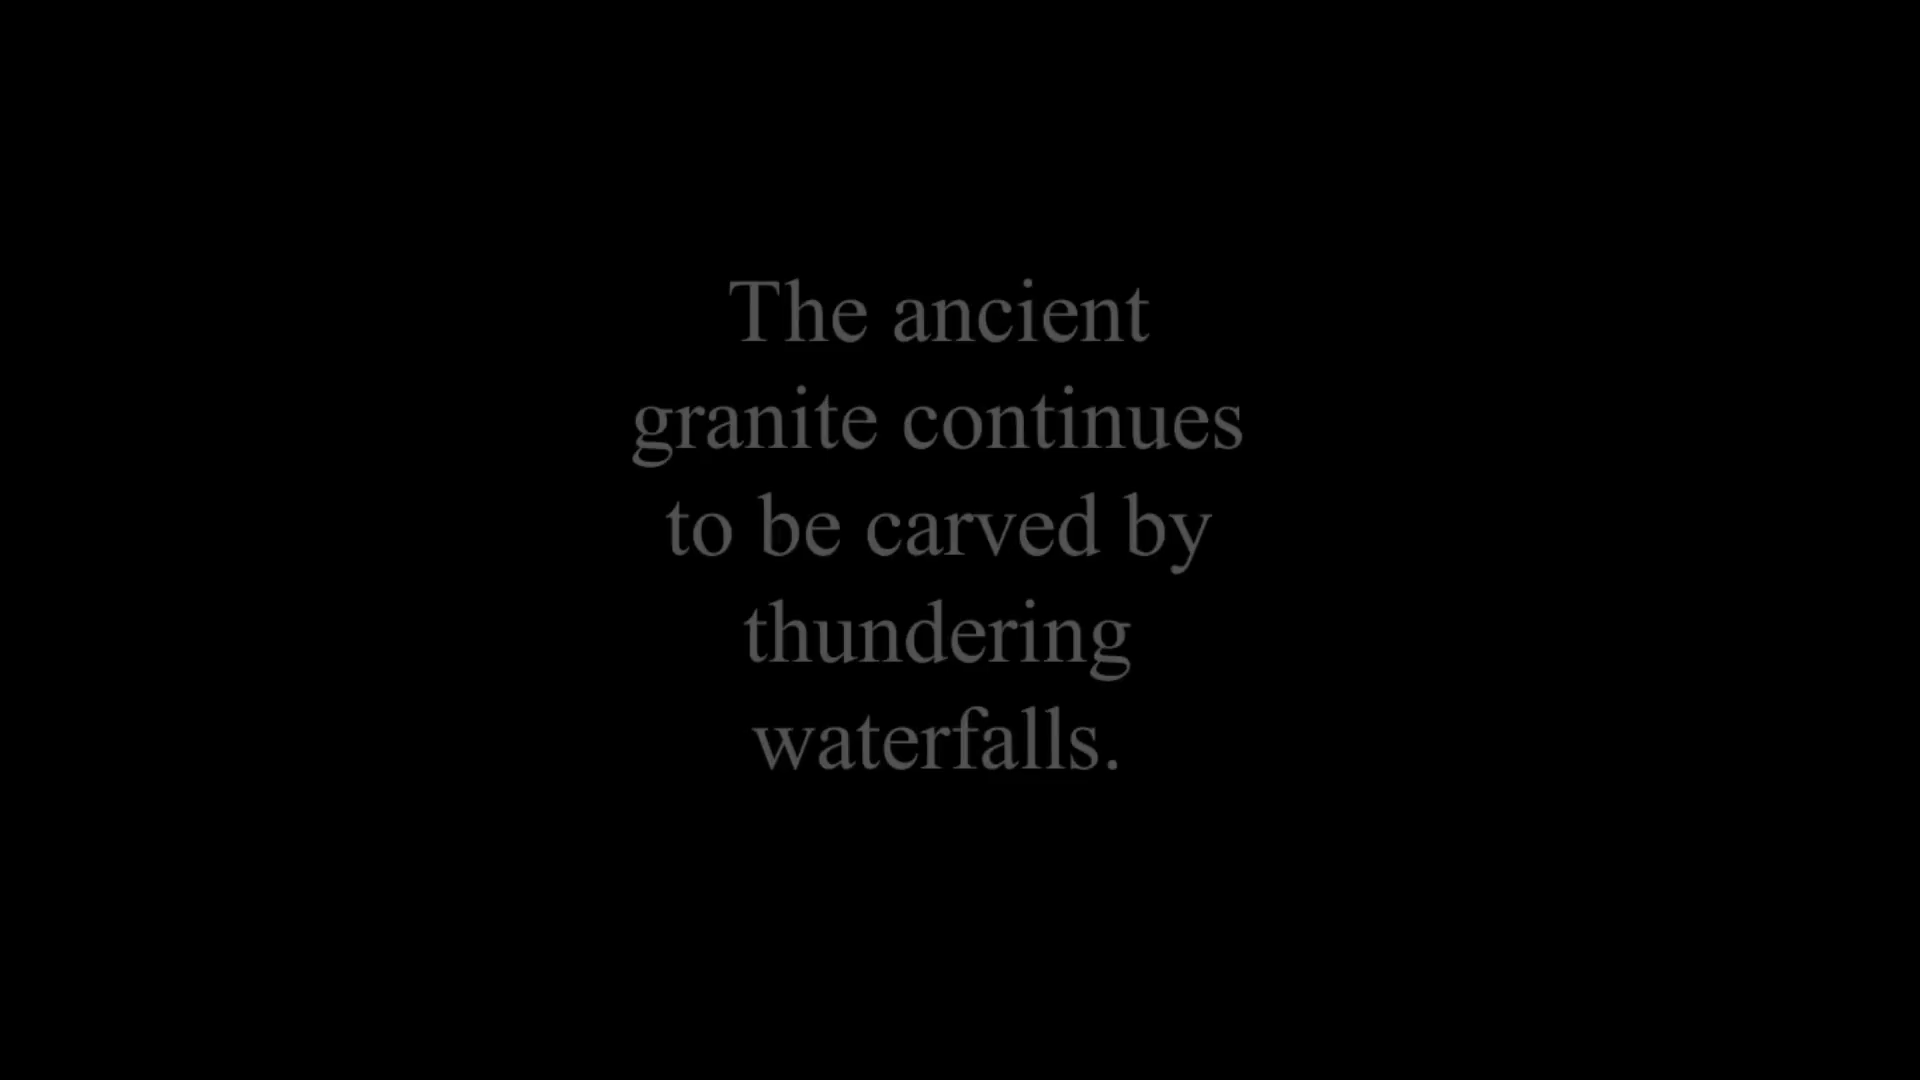 The ancient
granite continues
to be carved by
thundering
waterfalls.